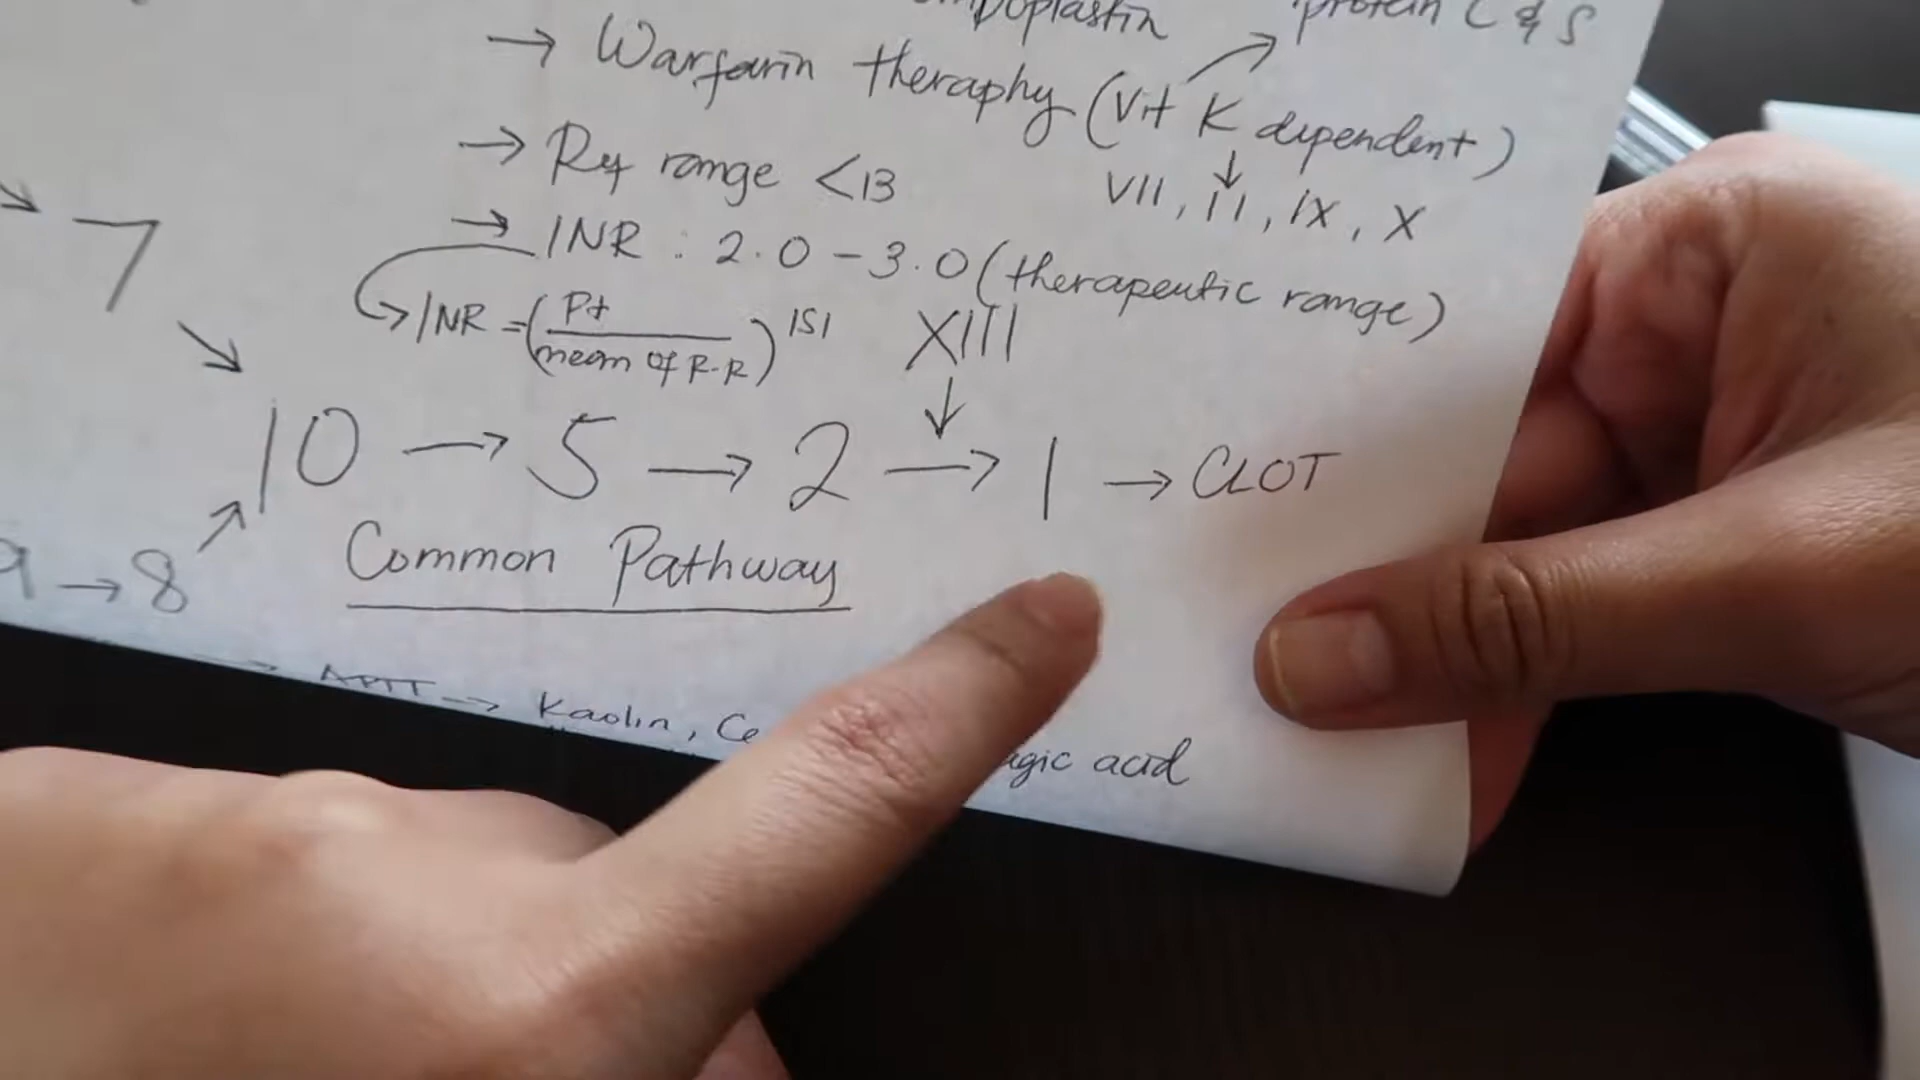 protein C & S
→ Warfarin theraphy (Vit K dependent)
VII, II, IX, X
→ Rf range <13
→ INR : 2.0 - 3.0 (therapeutic range)
INR = (Pt / mean of R-R) ISI
XIII
7
10 → 5 → 2 → 1 → CLOT
9 → 8
Common Pathway
→ APTT → Kaolin,
acid